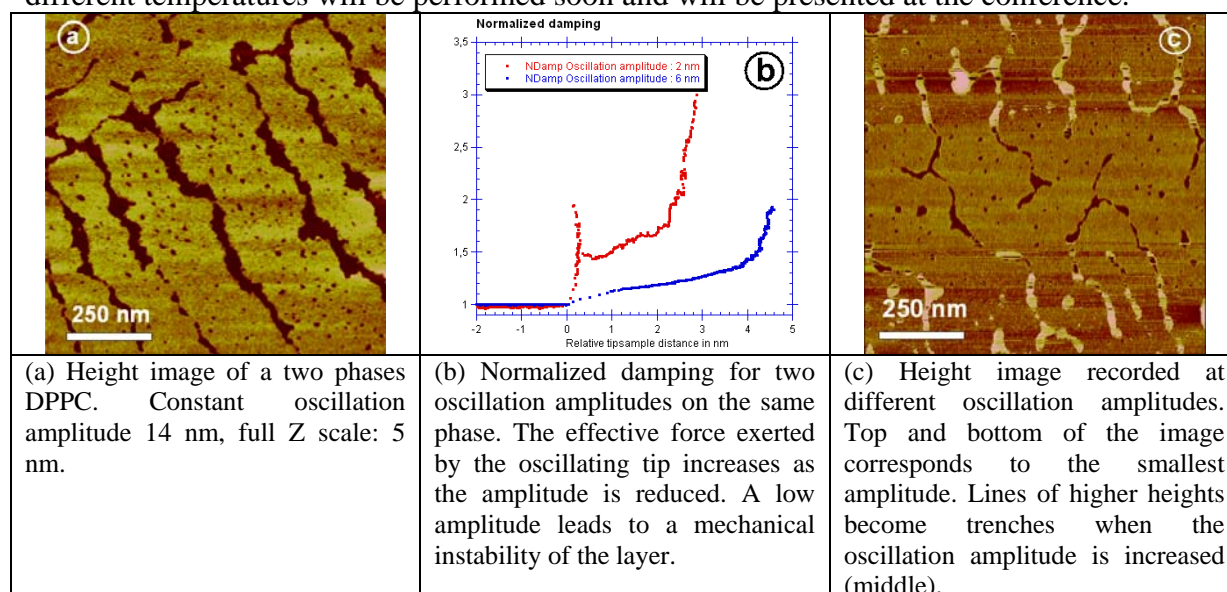 different temperatures will be performed soon and will be presented at the conference.
a
250 nm
Normalized damping
3,5
3
2,5
2
1,5
1
NDamp Oscillation amplitude : 2 nm
NDamp Oscillation amplitude : 6 nm
b
-2 -1 0 1 2 3 4 5
Relative tipsample distance in nm
c
250 nm
(a) Height image of a two phases
DPPC. Constant oscillation
amplitude 14 nm, full Z scale: 5
nm.
(b) Normalized damping for two
oscillation amplitudes on the same
phase. The effective force exerted
by the oscillating tip increases as
the amplitude is reduced. A low
amplitude leads to a mechanical
instability of the layer.
(c) Height image recorded at
different oscillation amplitudes.
Top and bottom of the image
corresponds to the smallest
amplitude. Lines of higher heights
become trenches when the
oscillation amplitude is increased
(middle).